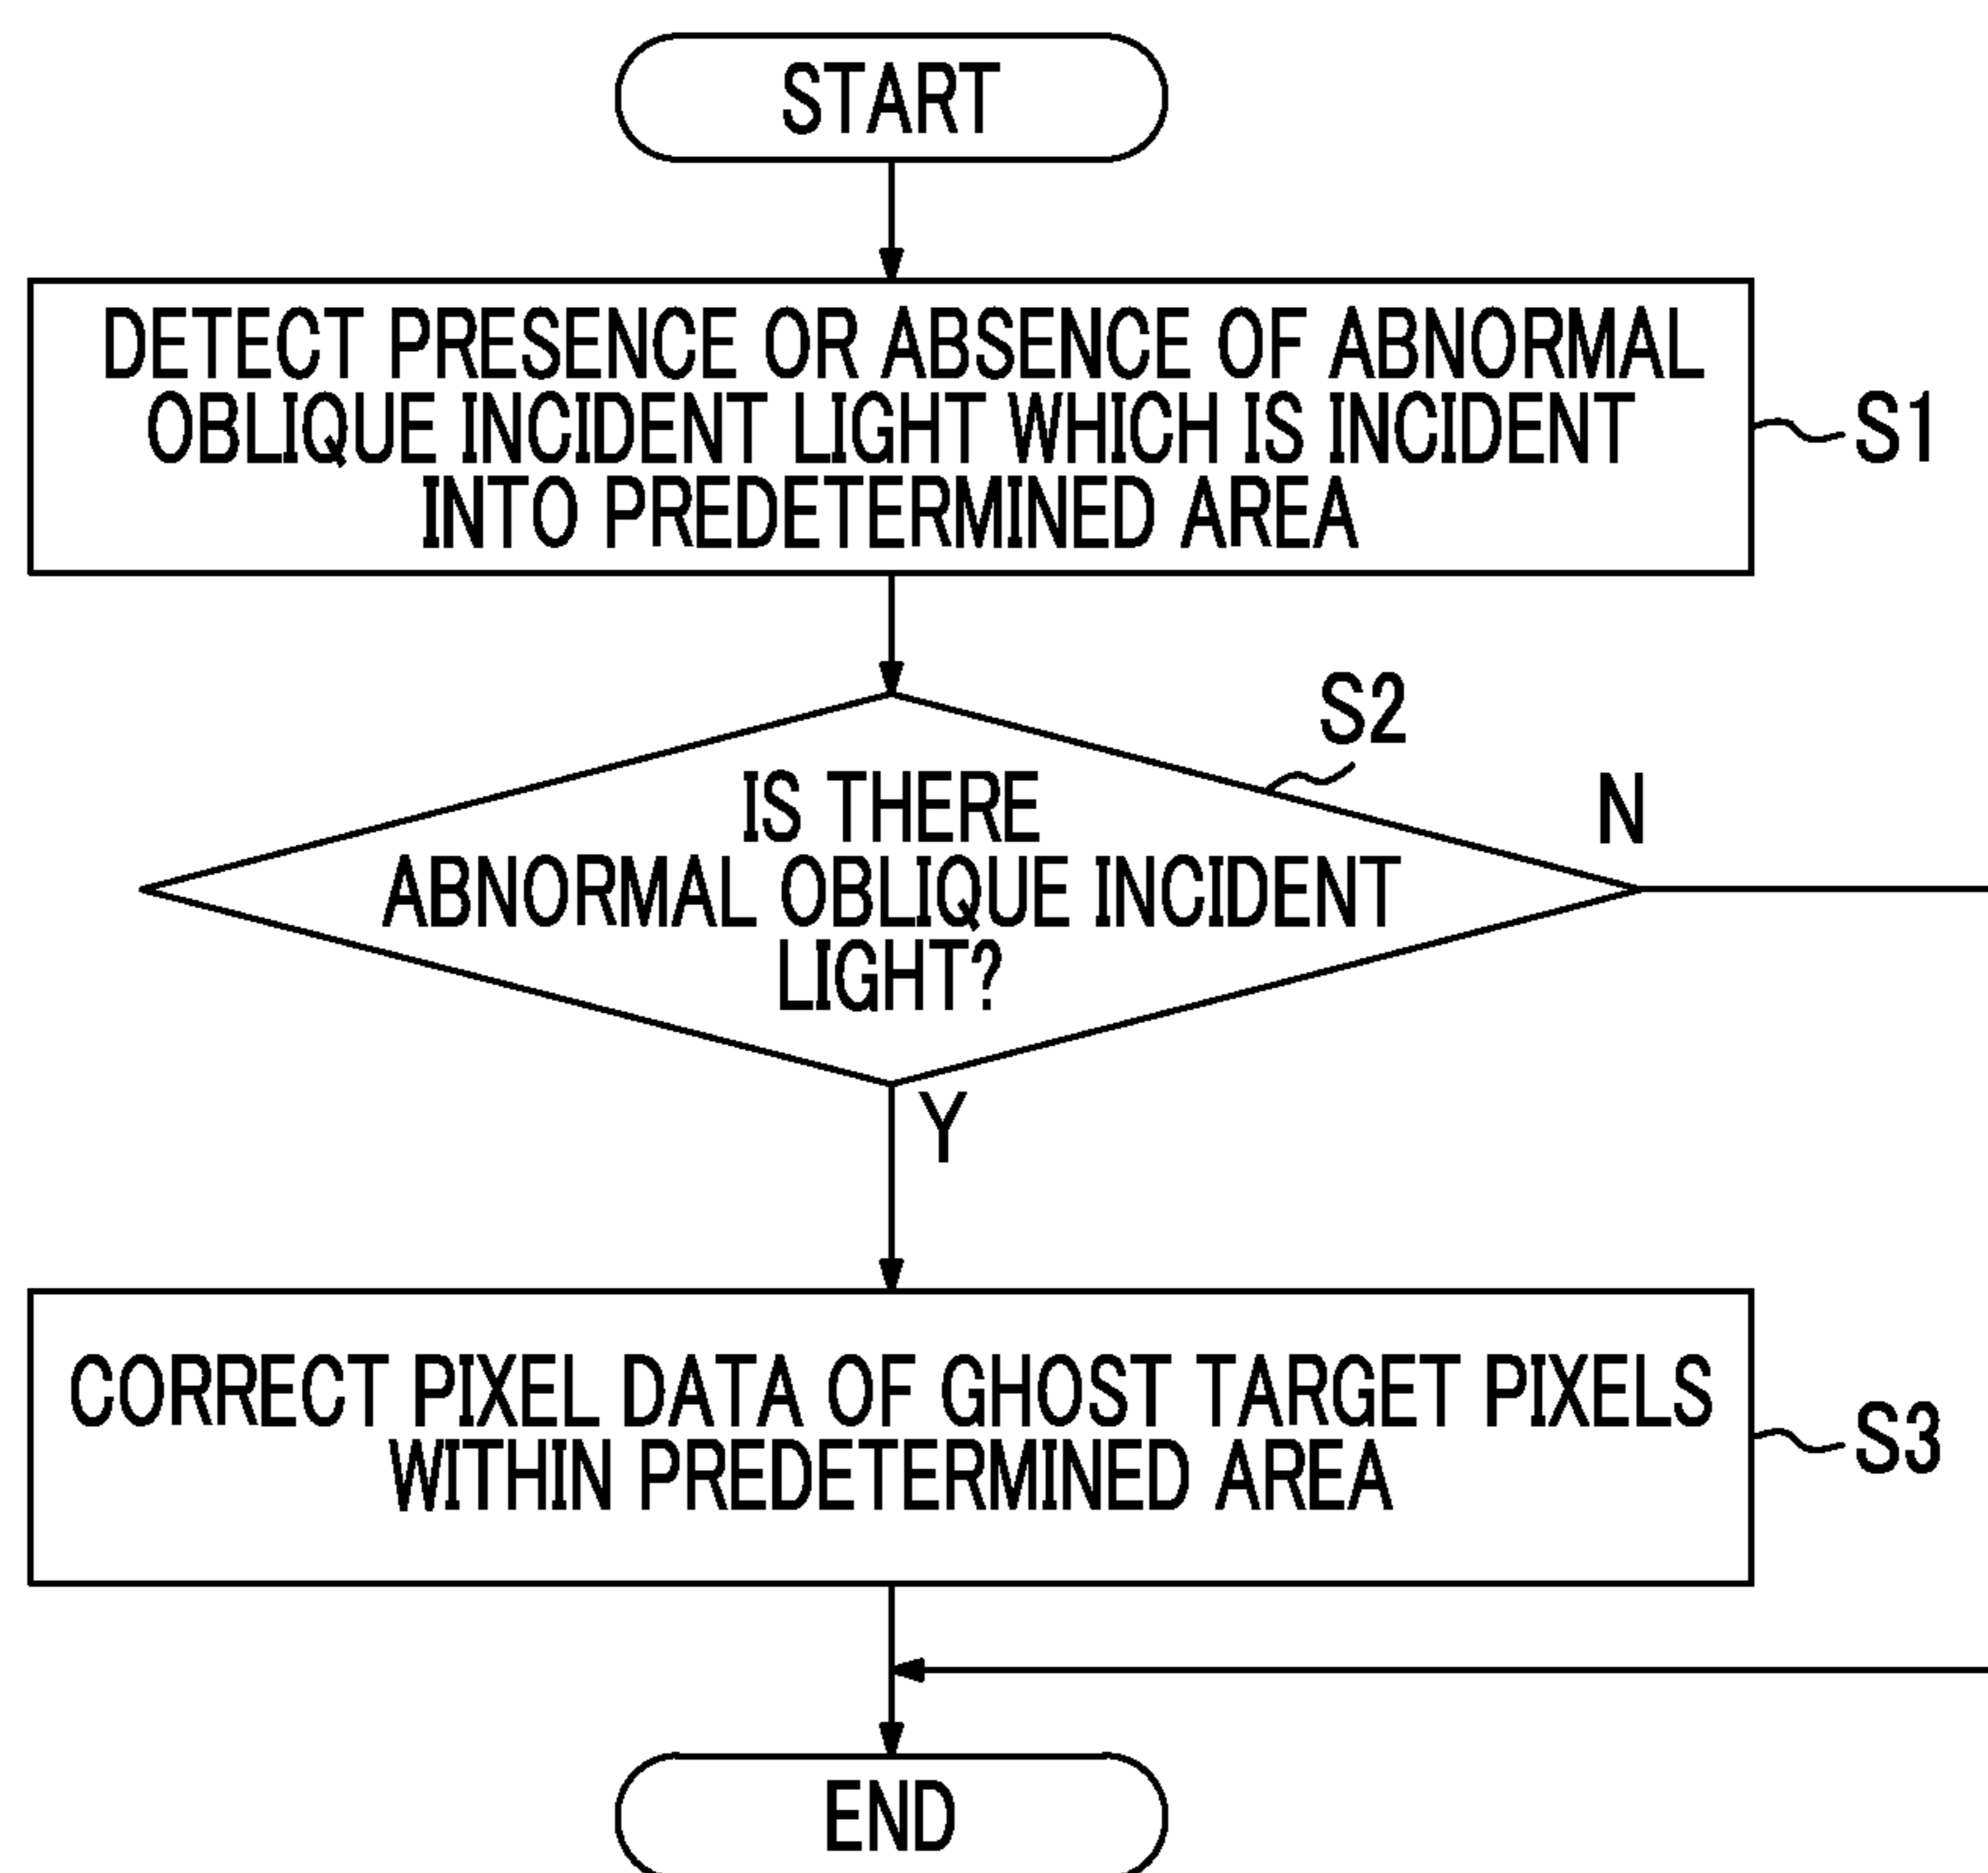 START
DETECT PRESENCE OR ABSENCE OF ABNORMAL
OBLIQUE INCIDENT LIGHT WHICH IS INCIDENT
INTO PREDETERMINED AREA
S1
S2
IS THERE
ABNORMAL OBLIQUE INCIDENT
LIGHT?
N
Y
CORRECT PIXEL DATA OF GHOST TARGET PIXELS
WITHIN PREDETERMINED AREA
S3
END